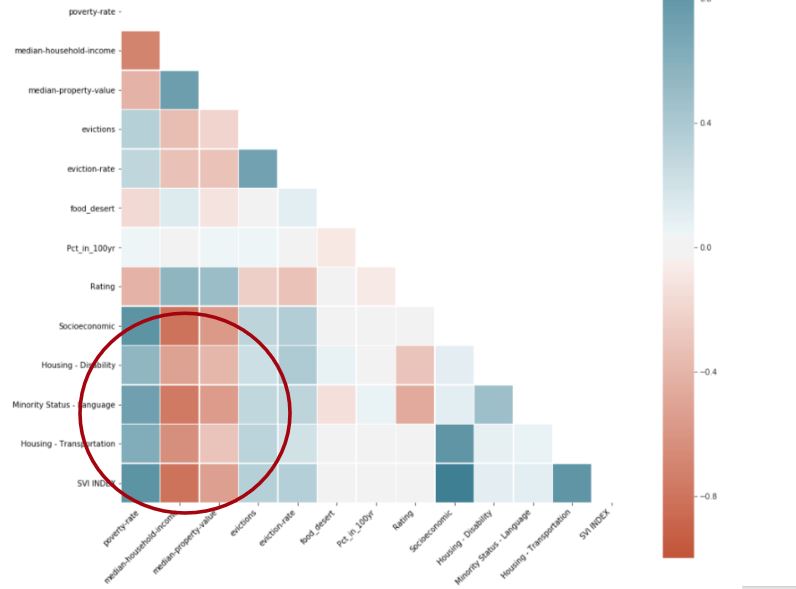 poverty-rate
median-household-income
median-property-value
evictions
0.4
eviction-rate
food_desert
Pct_in_100yr
0.0
Rating
Socioeconomic
Housing - Disability
-0.4
Minority Status - Language
Housing - Transportation
SVI INDEX
-0.8
poverty-rate
median-household-income
median-property-value
evictions
eviction-rate
food_desert
Pct_in_100yr
Rating
Socioeconomic
Housing - Disability
Minority Status - Language
Housing - Transportation
SVI INDEX